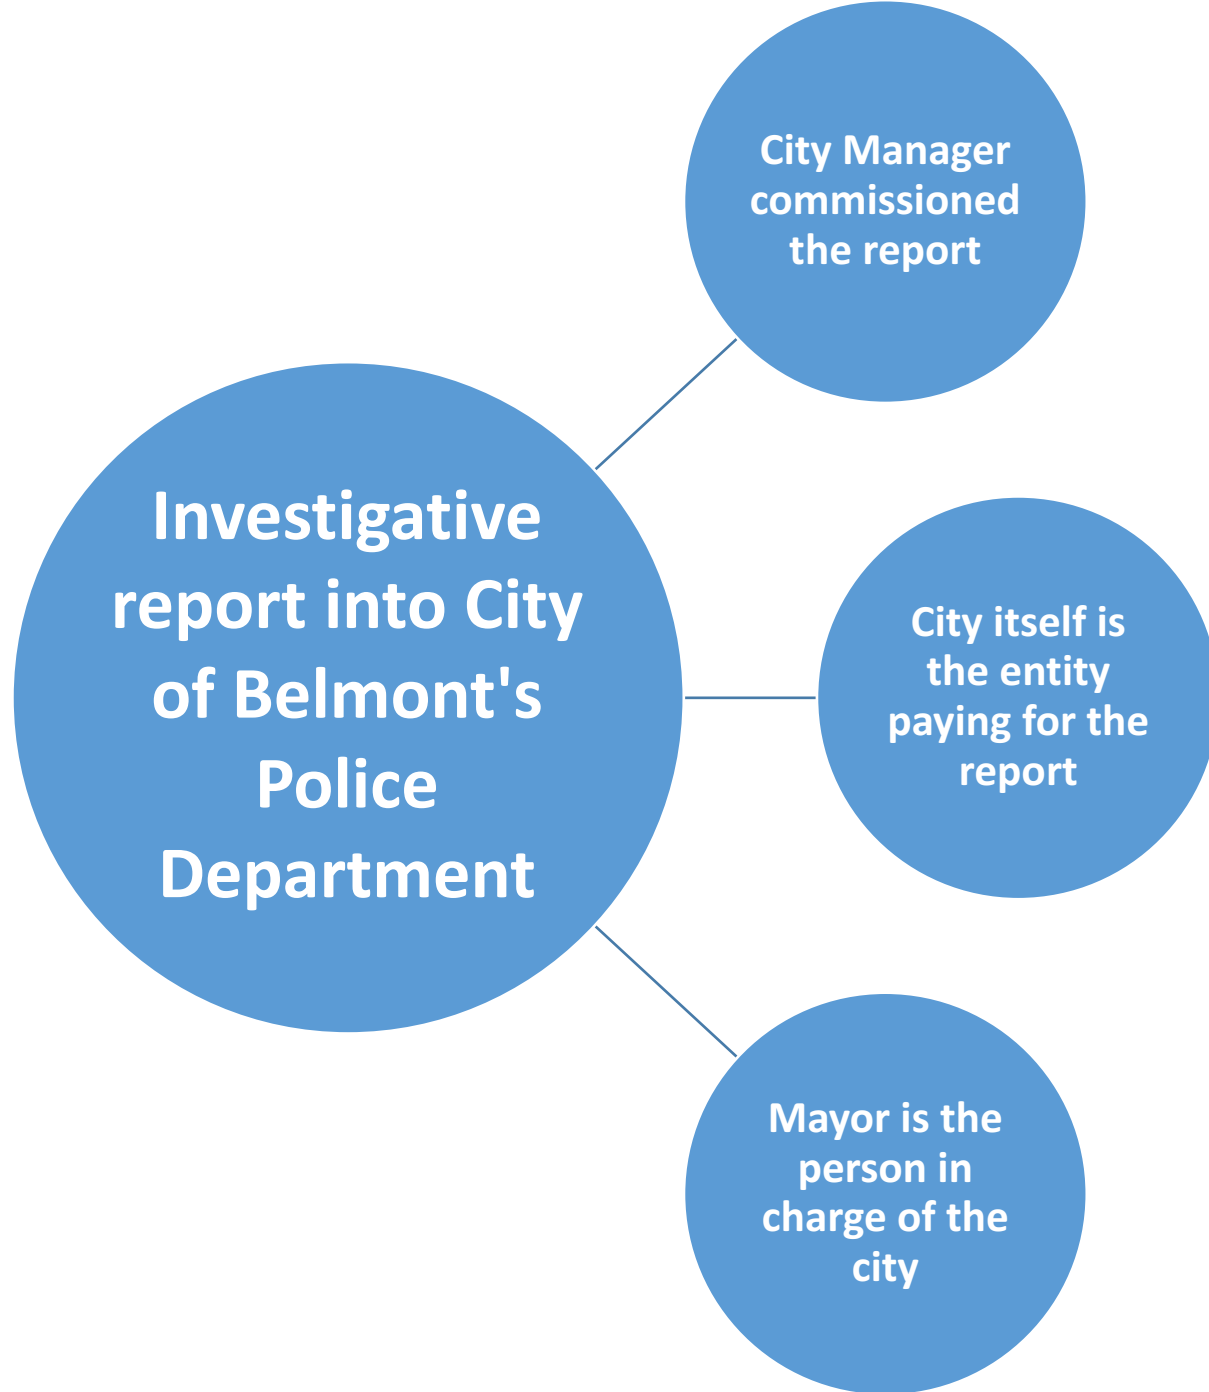 City Manager
commissioned
the report
Investigative
report into City
of Belmont's
Police
Department
City itself is
the entity
paying for the
report
Mayor is the
person in
charge of the
city